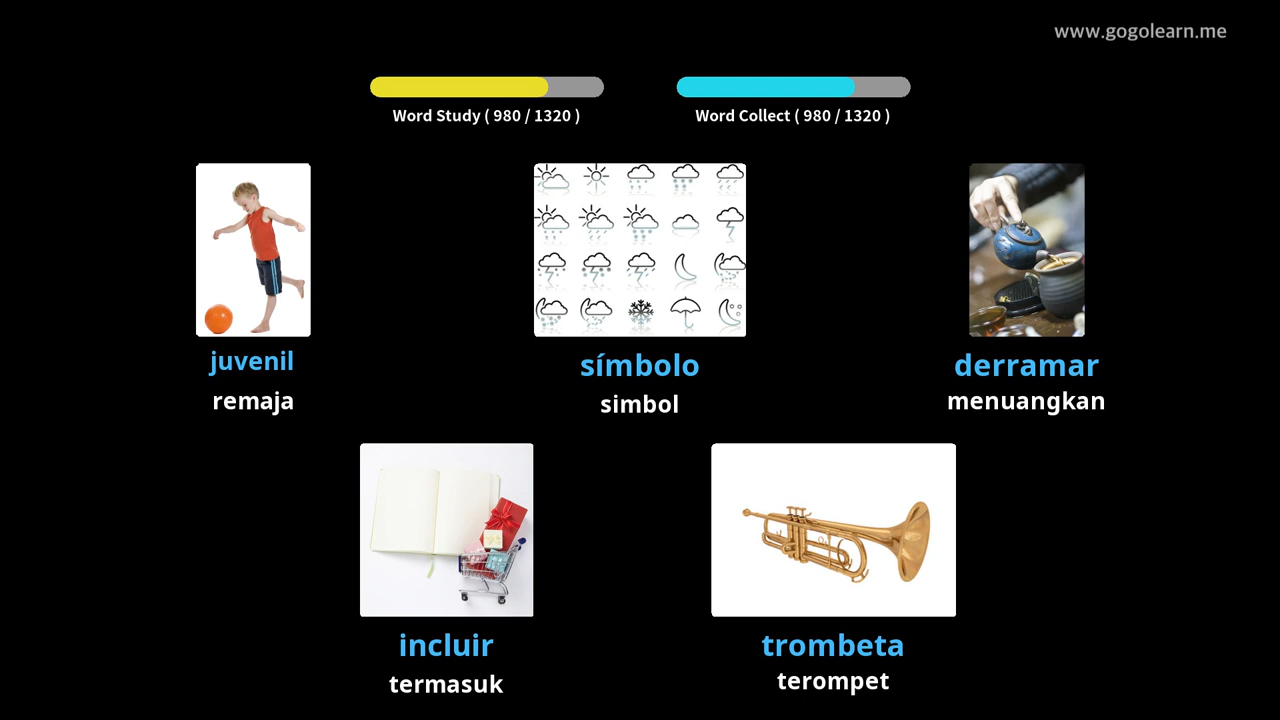 www.gogolearn.me
Word Study ( 980 / 1320 )
Word Collect ( 980 / 1320 )
juvenil
remaja
símbolo
simbol
derramar
menuangkan
incluir
termasuk
trombeta
terompet